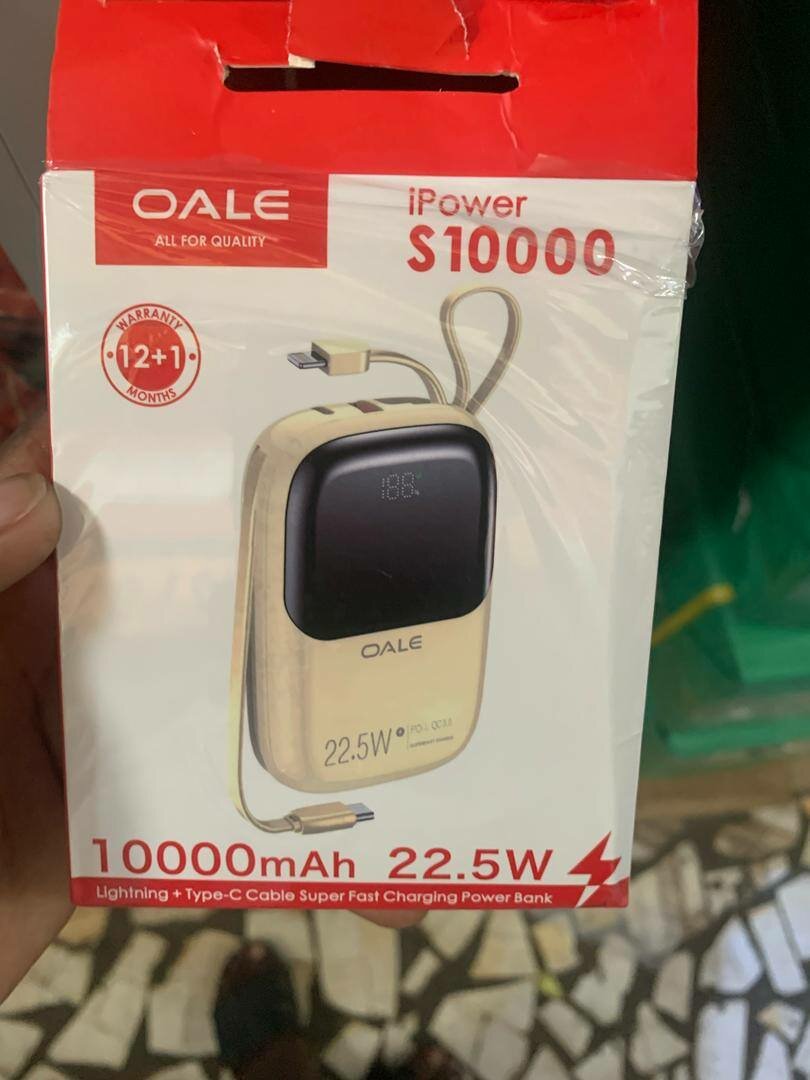 OALE
ALL FOR QUALITY
iPower
S10000
WARRANTY
12+1
MONTHS
188%
OALE
22.5W
QC3.0
10000mAh 22.5W
Lightning + Type-C Cable Super Fast Charging Power Bank